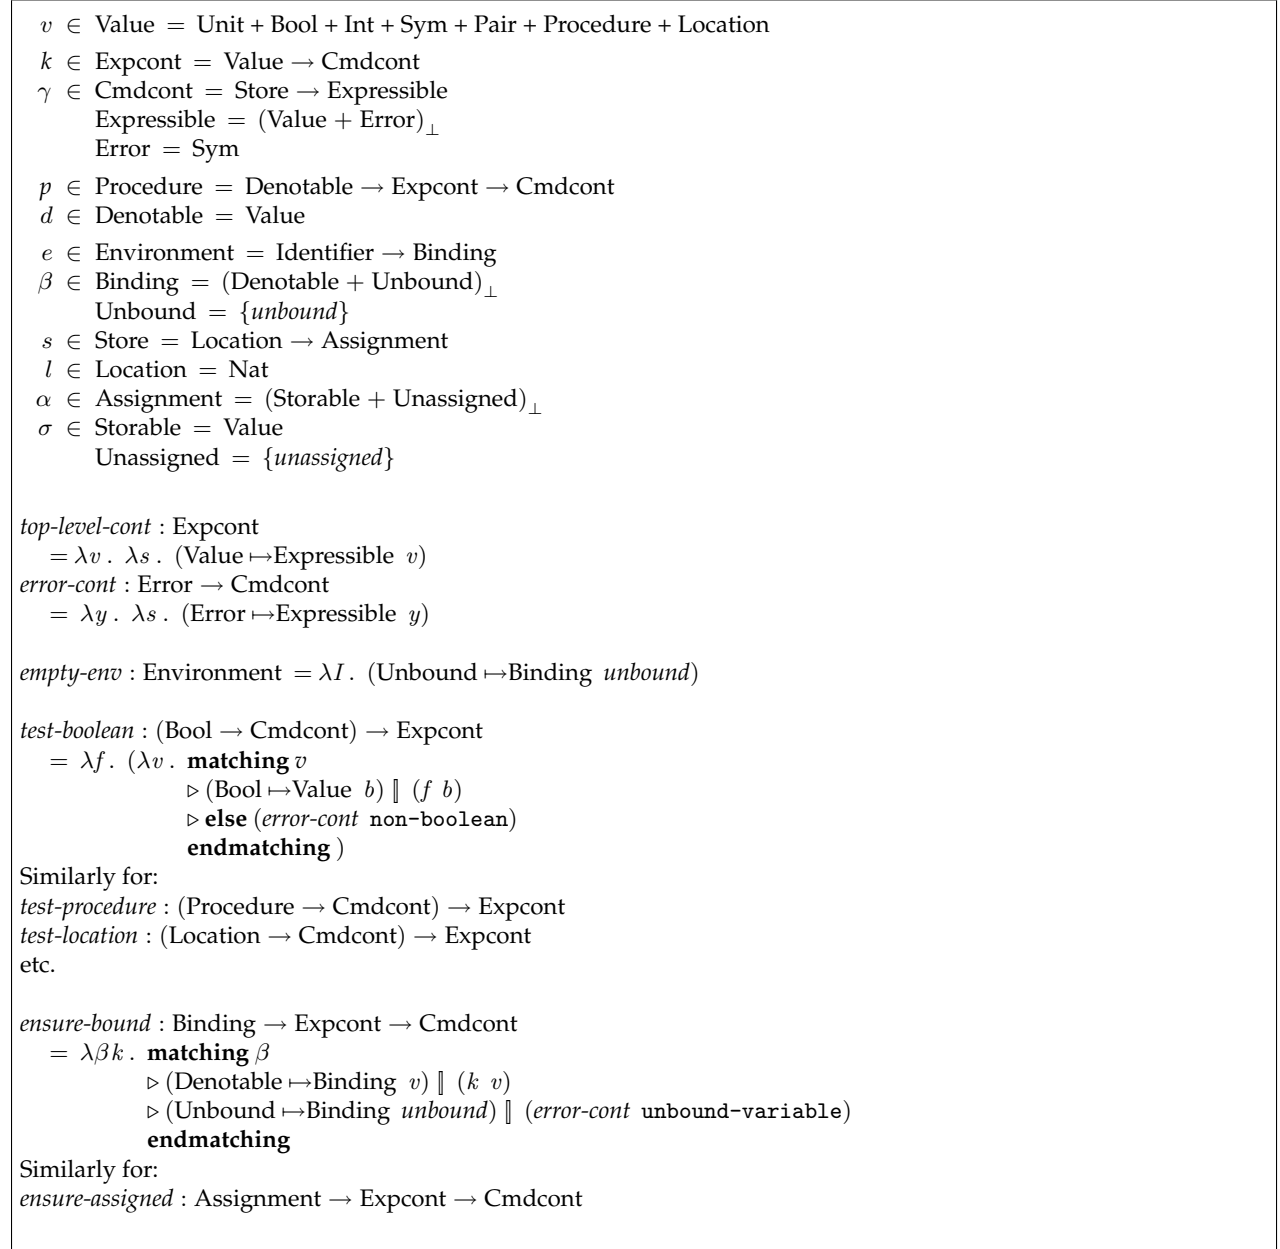 v ∈ Value = Unit + Bool + Int + Sym + Pair + Procedure + Location
k ∈ Expcont = Value → Cmdcont
γ ∈ Cmdcont = Store → Expressible
Expressible = (Value + Error)⊥
Error = Sym
p ∈ Procedure = Denotable → Expcont → Cmdcont
d ∈ Denotable = Value
e ∈ Environment = Identifier → Binding
β ∈ Binding = (Denotable + Unbound)⊥
Unbound = {unbound}
s ∈ Store = Location → Assignment
l ∈ Location = Nat
α ∈ Assignment = (Storable + Unassigned)⊥
σ ∈ Storable = Value
Unassigned = {unassigned}
top-level-cont : Expcont
= λv . λs . (Value ↦Expressible v)
error-cont : Error → Cmdcont
= λy . λs . (Error ↦Expressible y)
empty-env : Environment = λI . (Unbound ↦Binding unbound)
test-boolean : (Bool → Cmdcont) → Expcont
= λf . (λv . matching v
▹ (Bool ↦Value b) ⫿ (f b)
▹ else (error-cont non-boolean)
endmatching )
Similarly for:
test-procedure : (Procedure → Cmdcont) → Expcont
test-location : (Location → Cmdcont) → Expcont
etc.
ensure-bound : Binding → Expcont → Cmdcont
= λβk . matching β
▹ (Denotable ↦Binding v) ⫿ (k v)
▹ (Unbound ↦Binding unbound) ⫿ (error-cont unbound-variable)
endmatching
Similarly for:
ensure-assigned : Assignment → Expcont → Cmdcont